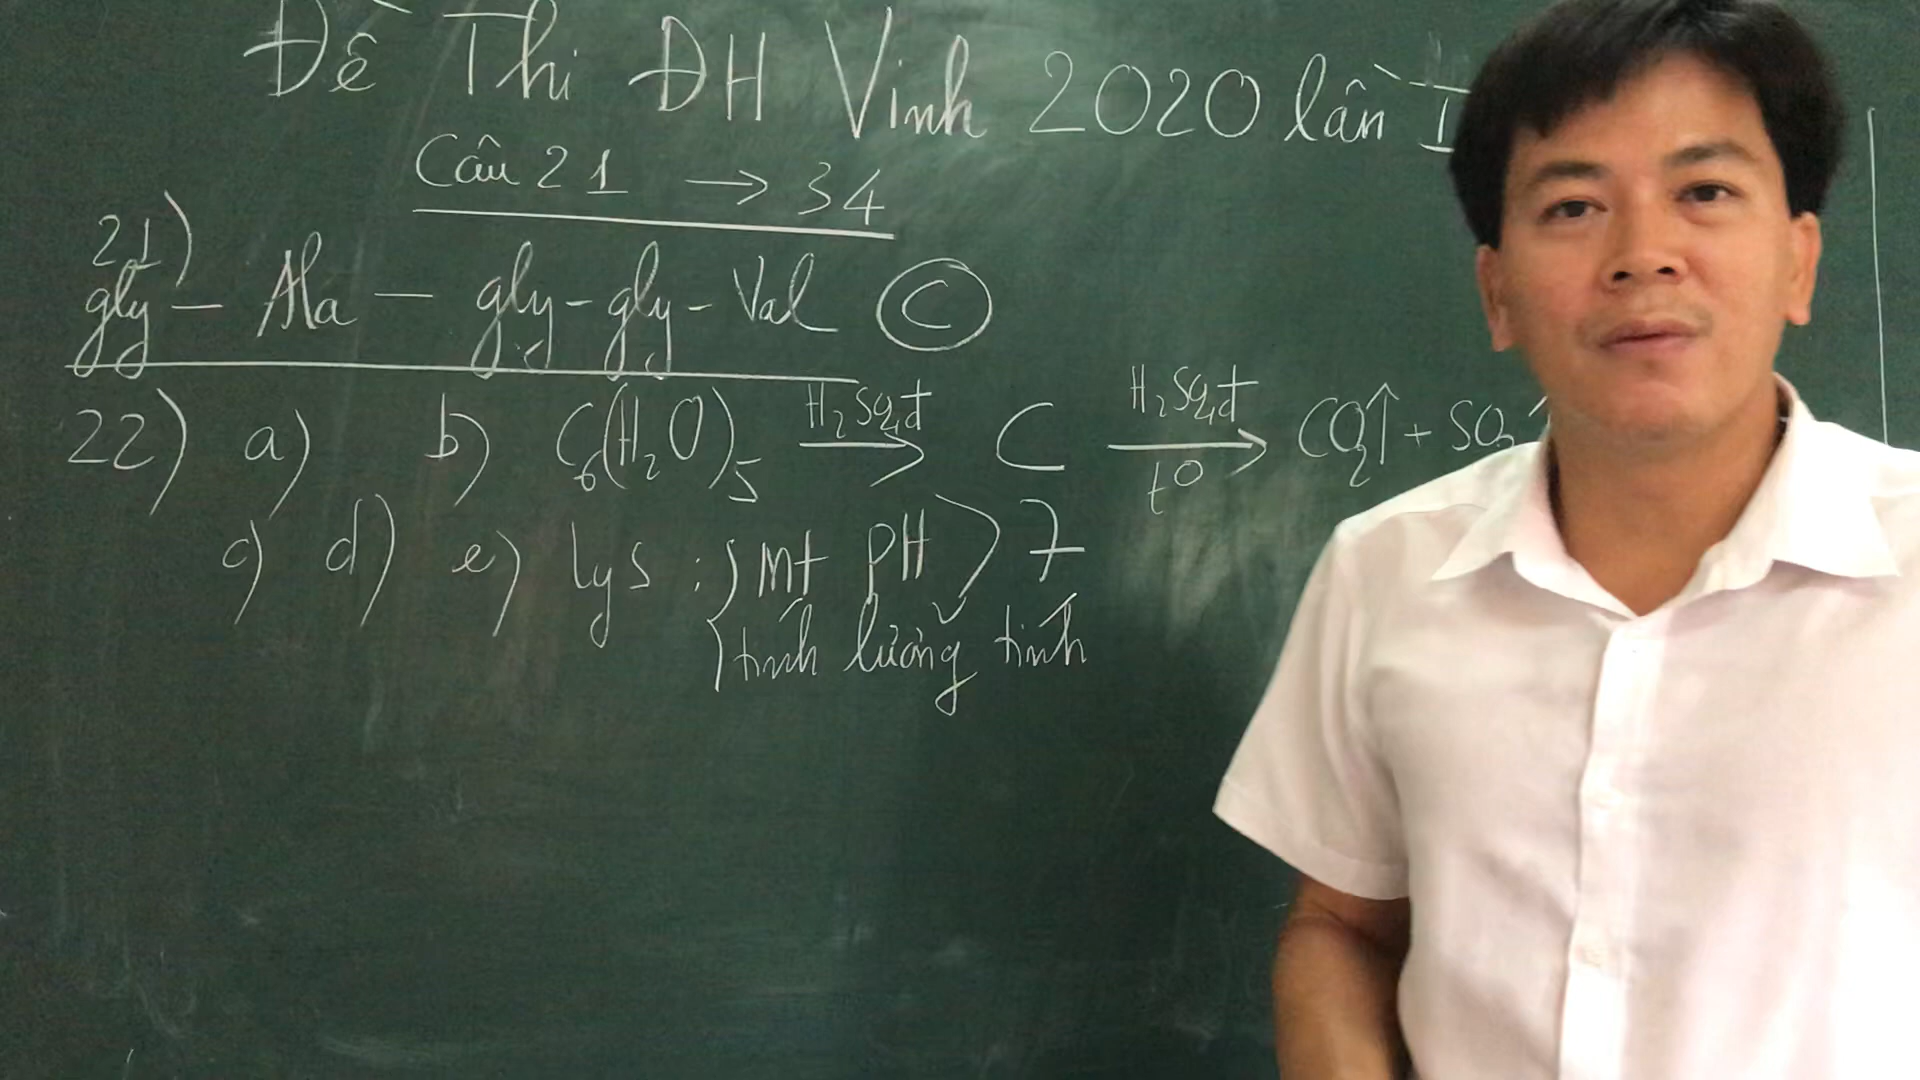 Đề Thi ĐH Vinh 2020 lần I
Câu 21 → 34
21)
gly - Ala - gly - gly - Val (C)
22) a) b) C6(H2O)5 H2SO4đ → C H2SO4đ → t° CO2↑ + SO2↑
c) d) e) lys : { mt pH > 7
tính lưỡng tính